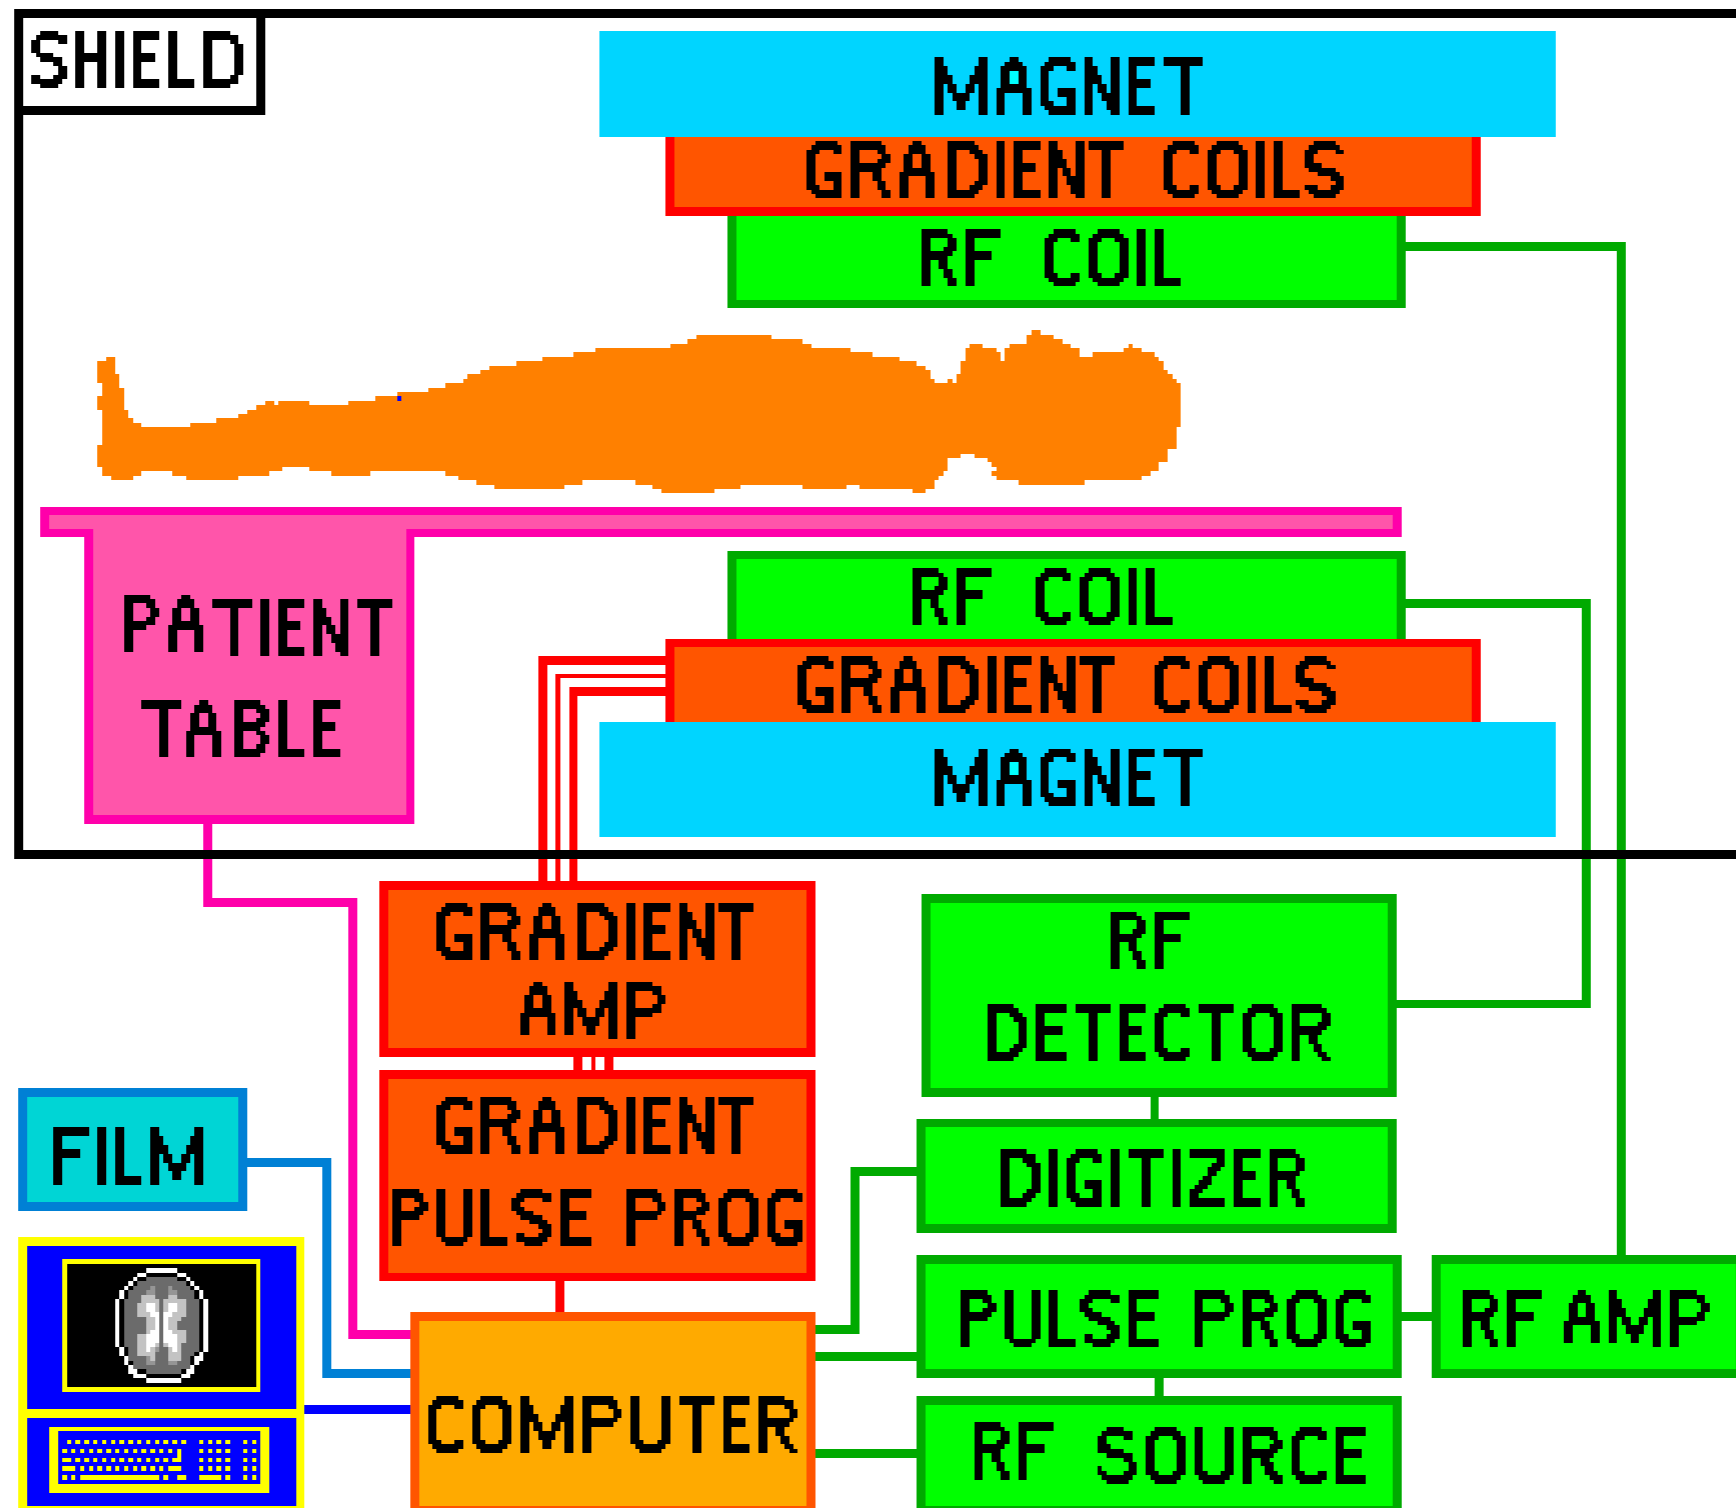 SHIELD
MAGNET
GRADIENT COILS
RF COIL
RF COIL
GRADIENT COILS
MAGNET
PATIENT
TABLE
GRADIENT
AMP
GRADIENT
PULSE PROG
RF
DETECTOR
DIGITIZER
PULSE PROG
RF AMP
RF SOURCE
FILM
COMPUTER